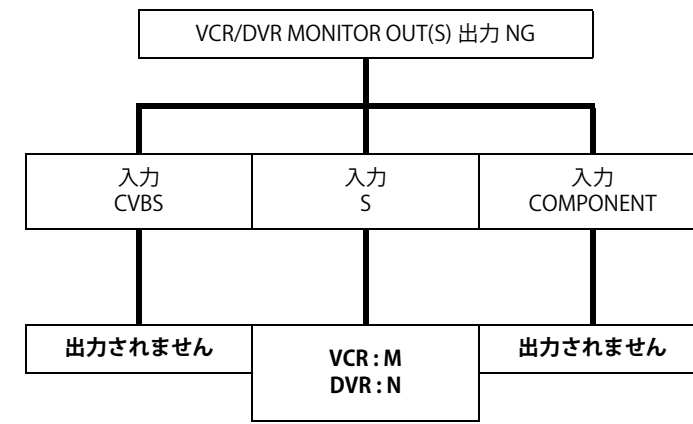 VCR/DVR MONITOR OUT(S) 出力 NG
入力
CVBS
入力
S
入力
COMPONENT
出力されません
VCR : M
DVR : N
出力されません